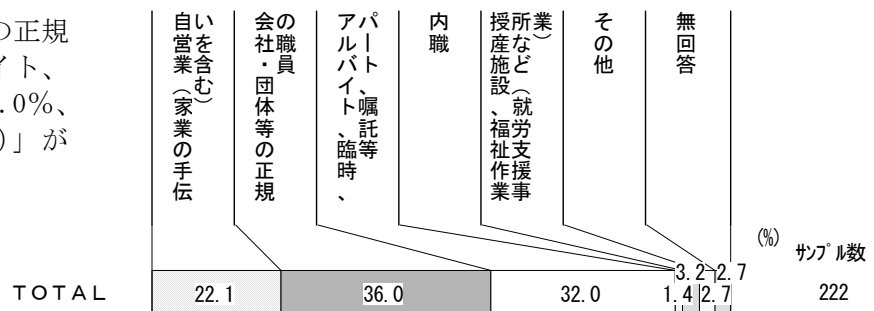 の正規
イト、
.0％、
)」が
自営業（家業の手伝
いを含む）
会社・団体等の正規
の職員
アルバイト、臨時、
パート、嘱託等
内職
授産施設、福祉作業
所など（就労支援事
業）
その他
無回答
(%)
ｻﾝﾌﾟﾙ数
3.2 2.7
ＴＯＴＡＬ 22.1 36.0 32.0 1.4 2.7 222